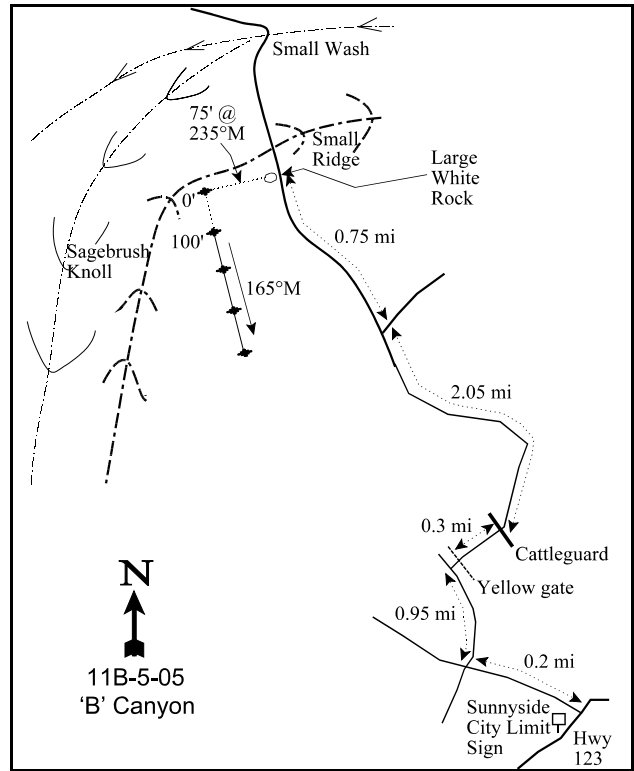 Small Wash
75' @
235°M
Small
Ridge
Large
White
Rock
0'
100'
0.75 mi
Sagebrush
Knoll
165°M
2.05 mi
0.3 mi
Cattleguard
Yellow gate
N
0.95 mi
0.2 mi
11B-5-05
'B' Canyon
Sunnyside
City Limit
Sign
Hwy
123